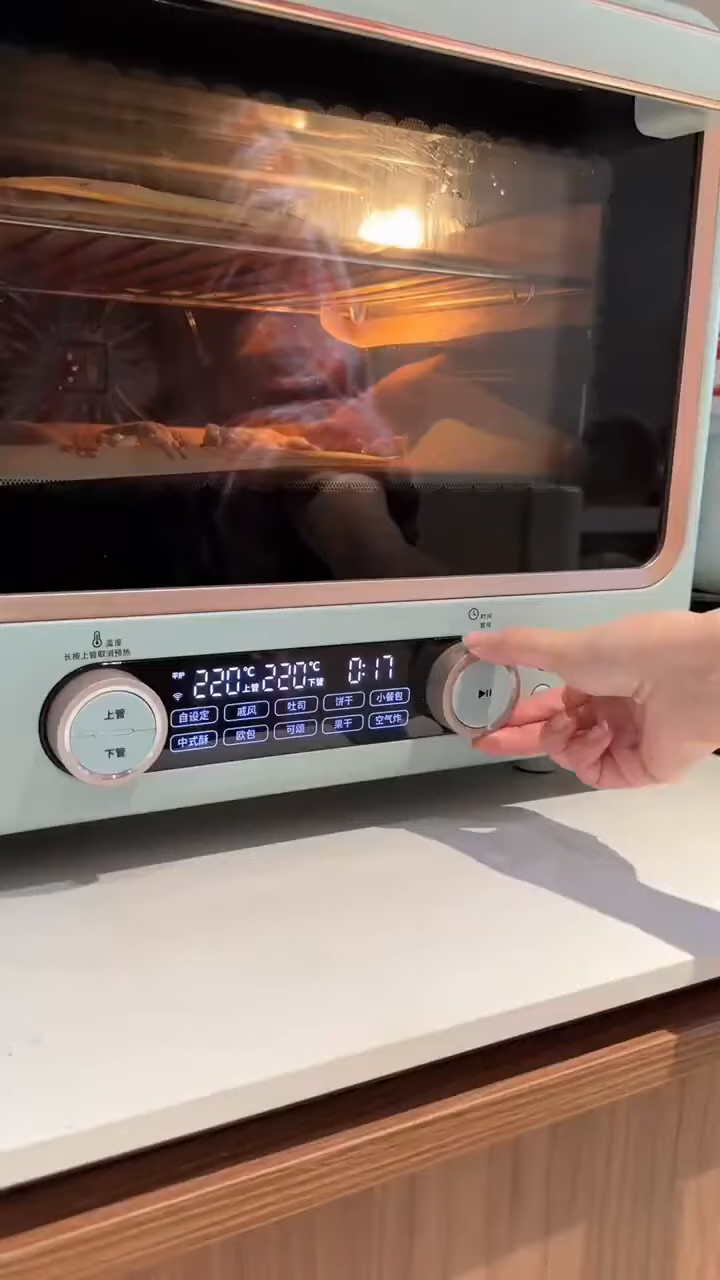 温度
长按上管取消预热
时间
暂停
平炉 220℃上管 220℃下管 0:17
自设定 戚风 吐司 饼干 小餐包
中式酥 欧包 可颂 果干 空气炸
上管
下管